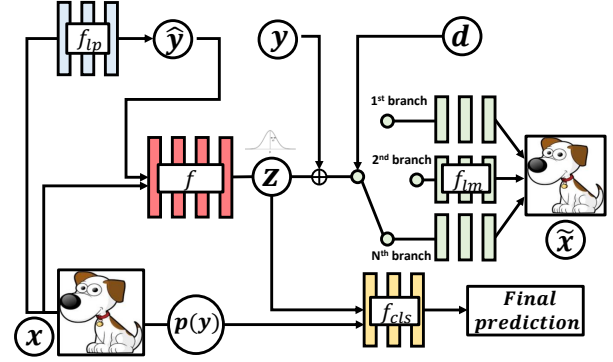 f_lp
ŷ
y
d
1st branch
2nd branch
f
z
f_lm
Nth branch
x̃
x
p(y)
f_cls
Final
prediction